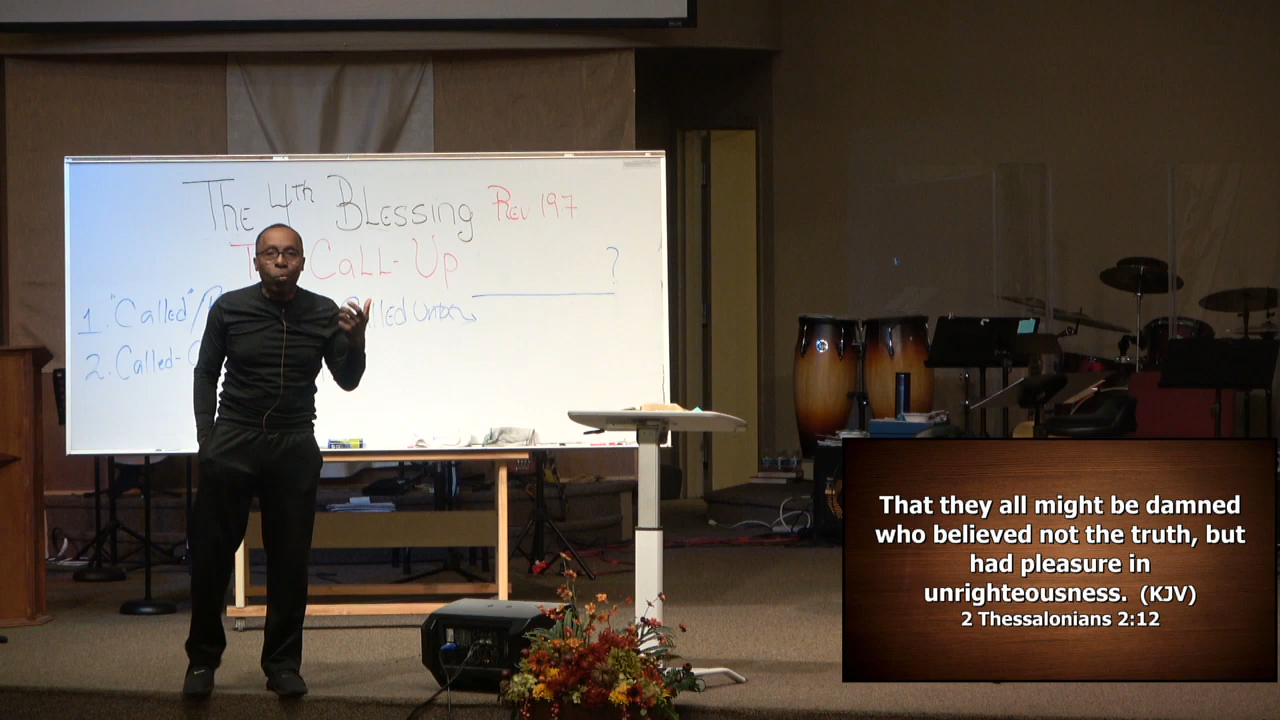 The 4th Blessing Rev 19:7
Call-Up
?
1. "Called"/ Called Unto
2. Called-
That they all might be damned
who believed not the truth, but
had pleasure in
unrighteousness. (KJV)
2 Thessalonians 2:12